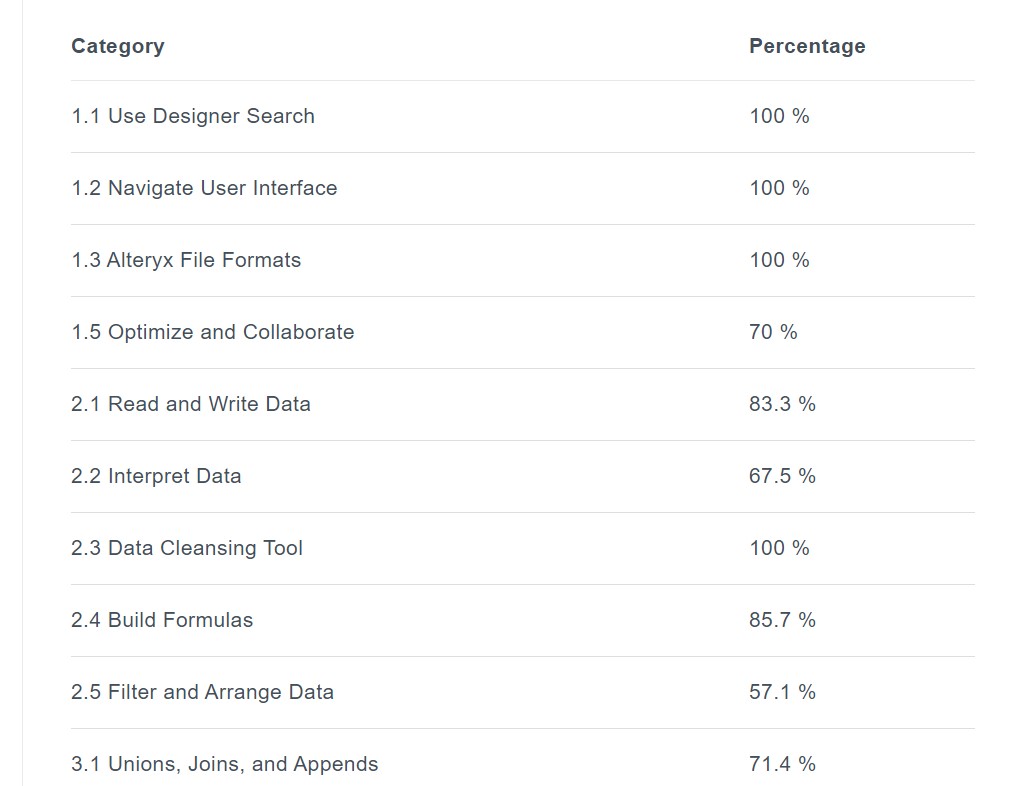 Category Percentage
1.1 Use Designer Search 100 %
1.2 Navigate User Interface 100 %
1.3 Alteryx File Formats 100 %
1.5 Optimize and Collaborate 70 %
2.1 Read and Write Data 83.3 %
2.2 Interpret Data 67.5 %
2.3 Data Cleansing Tool 100 %
2.4 Build Formulas 85.7 %
2.5 Filter and Arrange Data 57.1 %
3.1 Unions, Joins, and Appends 71.4 %